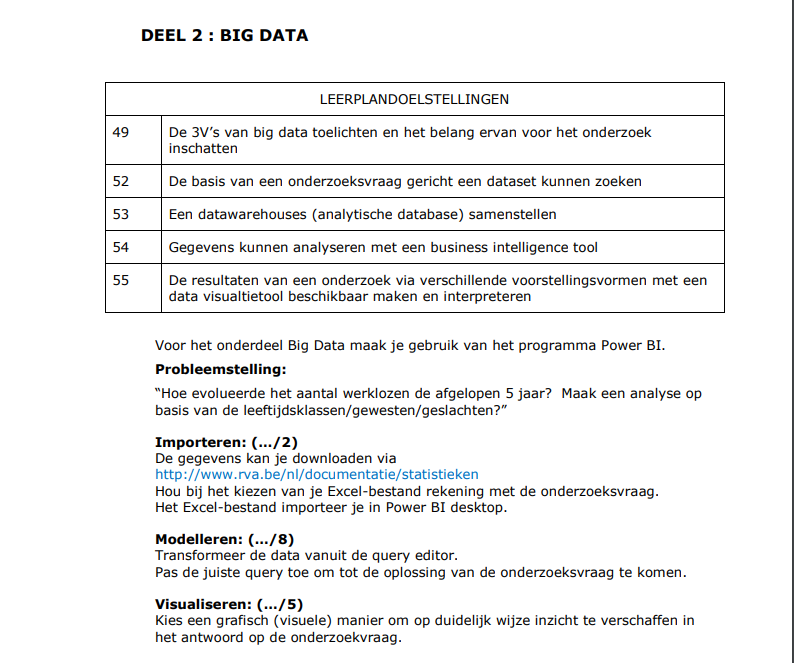 DEEL 2 : BIG DATA
LEERPLANDOELSTELLINGEN
49 De 3V's van big data toelichten en het belang ervan voor het onderzoek
inschatten
52 De basis van een onderzoeksvraag gericht een dataset kunnen zoeken
53 Een datawarehouses (analytische database) samenstellen
54 Gegevens kunnen analyseren met een business intelligence tool
55 De resultaten van een onderzoek via verschillende voorstellingsvormen met een
data visualtietool beschikbaar maken en interpreteren
Voor het onderdeel Big Data maak je gebruik van het programma Power BI.
Probleemstelling:
“Hoe evolueerde het aantal werklozen de afgelopen 5 jaar?  Maak een analyse op
basis van de leeftijdsklassen/gewesten/geslachten?”
Importeren: (…/2)
De gegevens kan je downloaden via
http://www.rva.be/nl/documentatie/statistieken
Hou bij het kiezen van je Excel-bestand rekening met de onderzoeksvraag.
Het Excel-bestand importeer je in Power BI desktop.
Modelleren: (…/8)
Transformeer de data vanuit de query editor.
Pas de juiste query toe om tot de oplossing van de onderzoeksvraag te komen.
Visualiseren: (…/5)
Kies een grafisch (visuele) manier om op duidelijk wijze inzicht te verschaffen in
het antwoord op de onderzoekvraag.